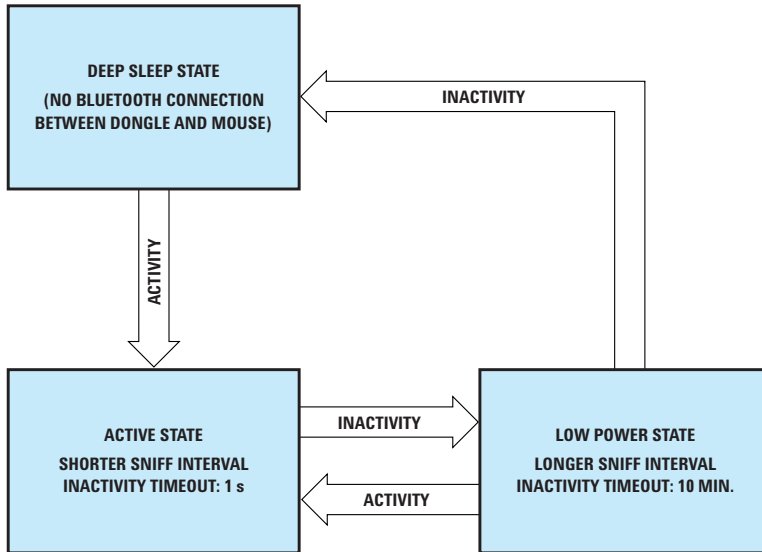 DEEP SLEEP STATE
(NO BLUETOOTH CONNECTION
BETWEEN DONGLE AND MOUSE)
INACTIVITY
ACTIVITY
ACTIVE STATE
SHORTER SNIFF INTERVAL
INACTIVITY TIMEOUT: 1 s
INACTIVITY
ACTIVITY
LOW POWER STATE
LONGER SNIFF INTERVAL
INACTIVITY TIMEOUT: 10 MIN.